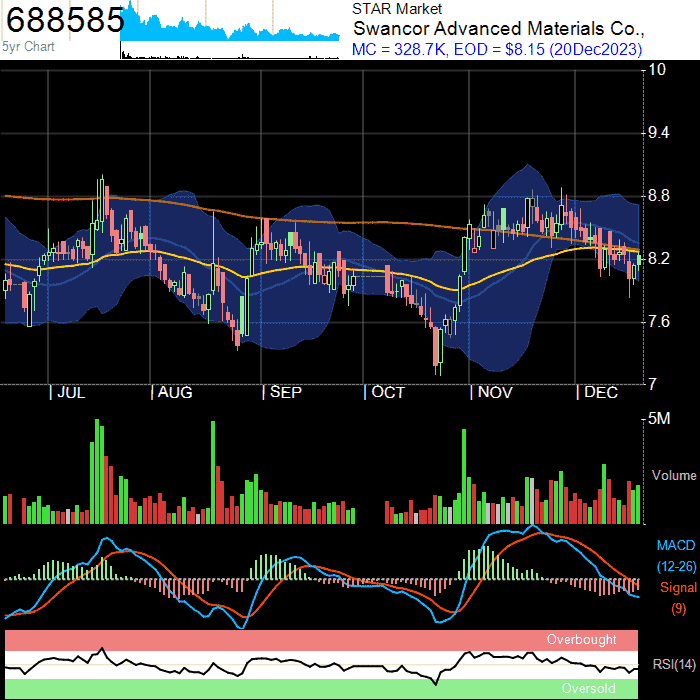 688585
5yr Chart
STAR Market
Swancor Advanced Materials Co.,
MC = 328.7K, EOD = $8.15 (20Dec2023)
10
9.4
8.8
8.2
7.6
7
| JUL | AUG | SEP | OCT | NOV | DEC
5M
Volume
MACD
(12-26)
Signal
(9)
Overbought
RSI(14)
Oversold